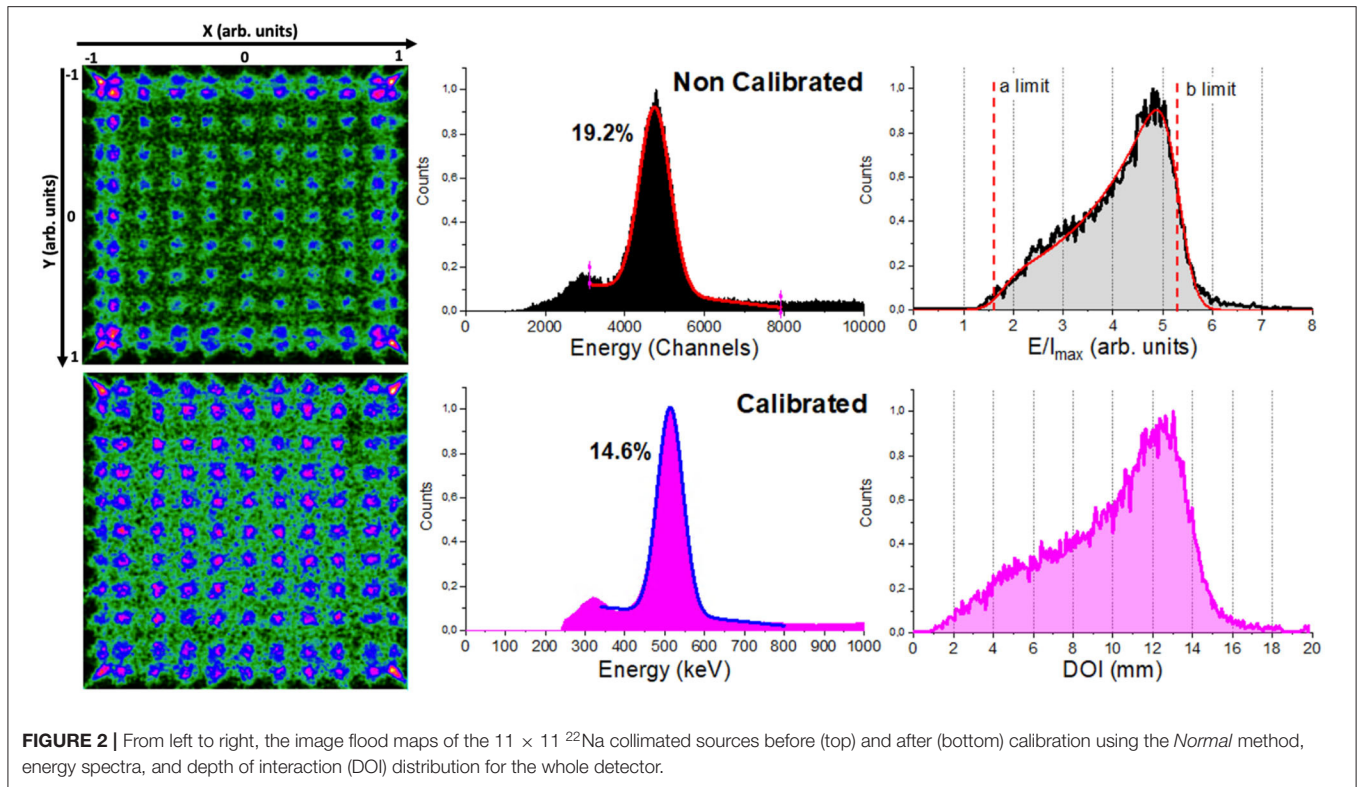 X (arb. units)
-1 0 1
Y (arb. units)
-1
0
1
Non Calibrated
19.2%
Counts
1,0
0,8
0,6
0,4
0,2
0,0
2000 4000 6000 8000 10000
Energy (Channels)
a limit
b limit
Counts
1,0
0,8
0,6
0,4
0,2
0,0
0 1 2 3 4 5 6 7 8
E/Imax (arb. units)
Calibrated
14.6%
Counts
1,0
0,8
0,6
0,4
0,2
0,0
0 100 200 300 400 500 600 700 800 900 1000
Energy (keV)
Counts
1,0
0,8
0,6
0,4
0,2
0,0
0 2 4 6 8 10 12 14 16 18 20
DOI (mm)
FIGURE 2 | From left to right, the image flood maps of the 11 × 11 ²²Na collimated sources before (top) and after (bottom) calibration using the Normal method,
energy spectra, and depth of interaction (DOI) distribution for the whole detector.